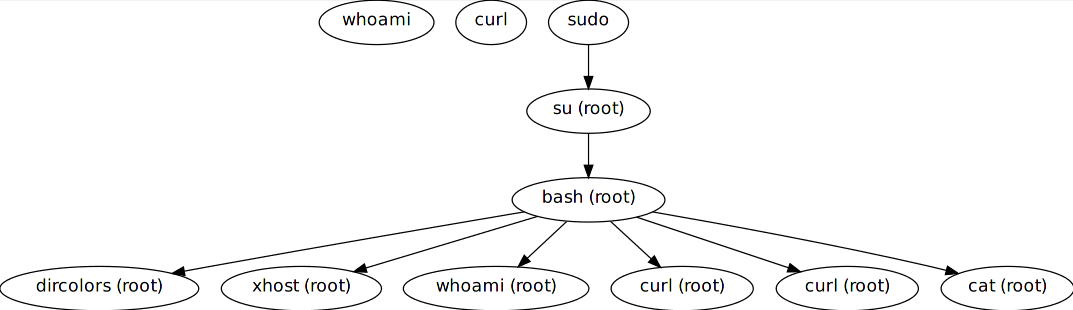 whoami
curl
sudo
su (root)
bash (root)
dircolors (root)
xhost (root)
whoami (root)
curl (root)
curl (root)
cat (root)